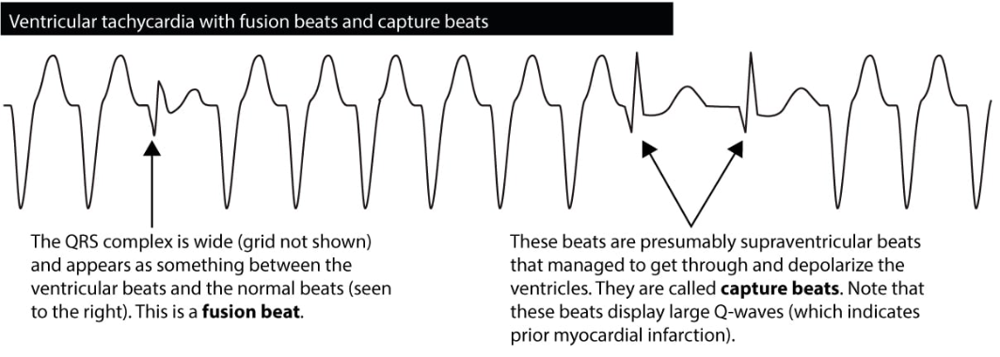 Ventricular tachycardia with fusion beats and capture beats
The QRS complex is wide (grid not shown)
and appears as something between the
ventricular beats and the normal beats (seen
to the right). This is a fusion beat.
These beats are presumably supraventricular beats
that managed to get through and depolarize the
ventricles. They are called capture beats. Note that
these beats display large Q-waves (which indicates
prior myocardial infarction).